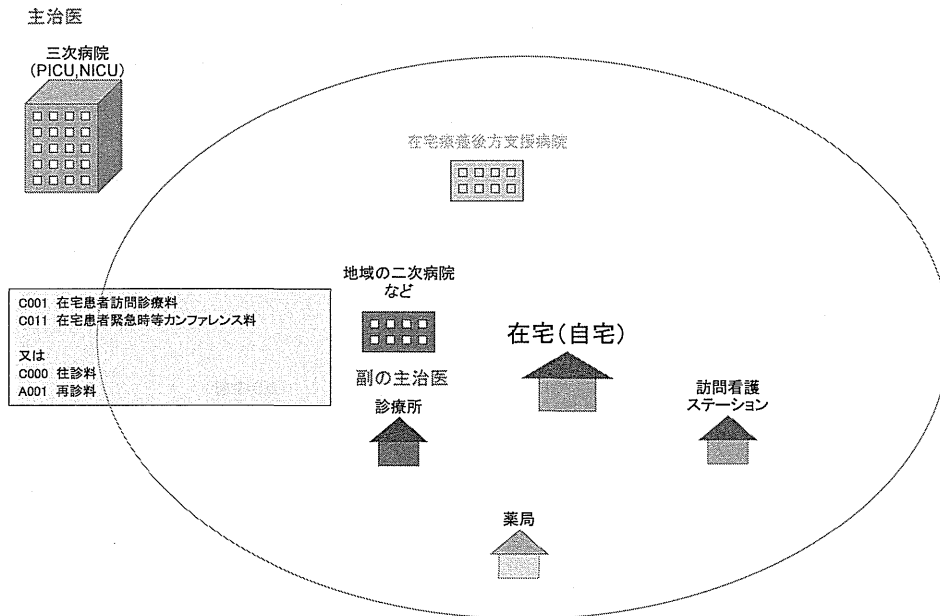 主治医
三次病院
(PICU,NICU)
在宅療養後方支援病院
地域の二次病院
など
C001 在宅患者訪問診療料
C011 在宅患者緊急時等カンファレンス料
又は
C000 往診料
A001 再診料
在宅(自宅)
副の主治医
診療所
訪問看護
ステーション
薬局